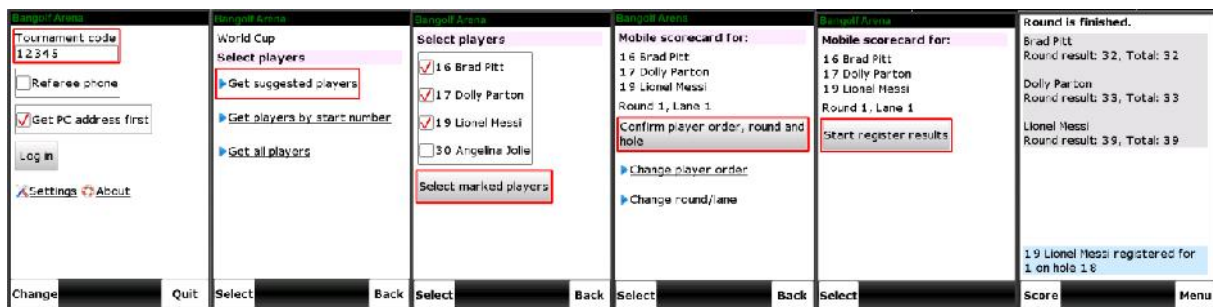 Bangolf Arena
Tournament code
12345
Referee phone
Get PC address first
Log in
Settings About
Change Quit
Bangolf Arena
World Cup
Select players
Get suggested players
Get players by start number
Get all players
Select Back
Bangolf Arena
Select players
16 Brad Pitt
17 Dolly Parton
19 Lionel Messi
30 Angelina Jolie
Select marked players
Select Back
Bangolf Arena
Mobile scorecard for:
16 Brad Pitt
17 Dolly Parton
19 Lionel Messi
Round 1, Lane 1
Confirm player order, round and
hole
Change player order
Change round/lane
Select Back
Bangolf Arena
Mobile scorecard for:
16 Brad Pitt
17 Dolly Parton
19 Lionel Messi
Round 1, Lane 1
Start register results
Select
Round is finished.
Brad Pitt
Round result: 32, Total: 32
Dolly Parton
Round result: 33, Total: 33
Lionel Messi
Round result: 39, Total: 39
19 Lionel Messi registered for
1 on hole 18
Score Menu